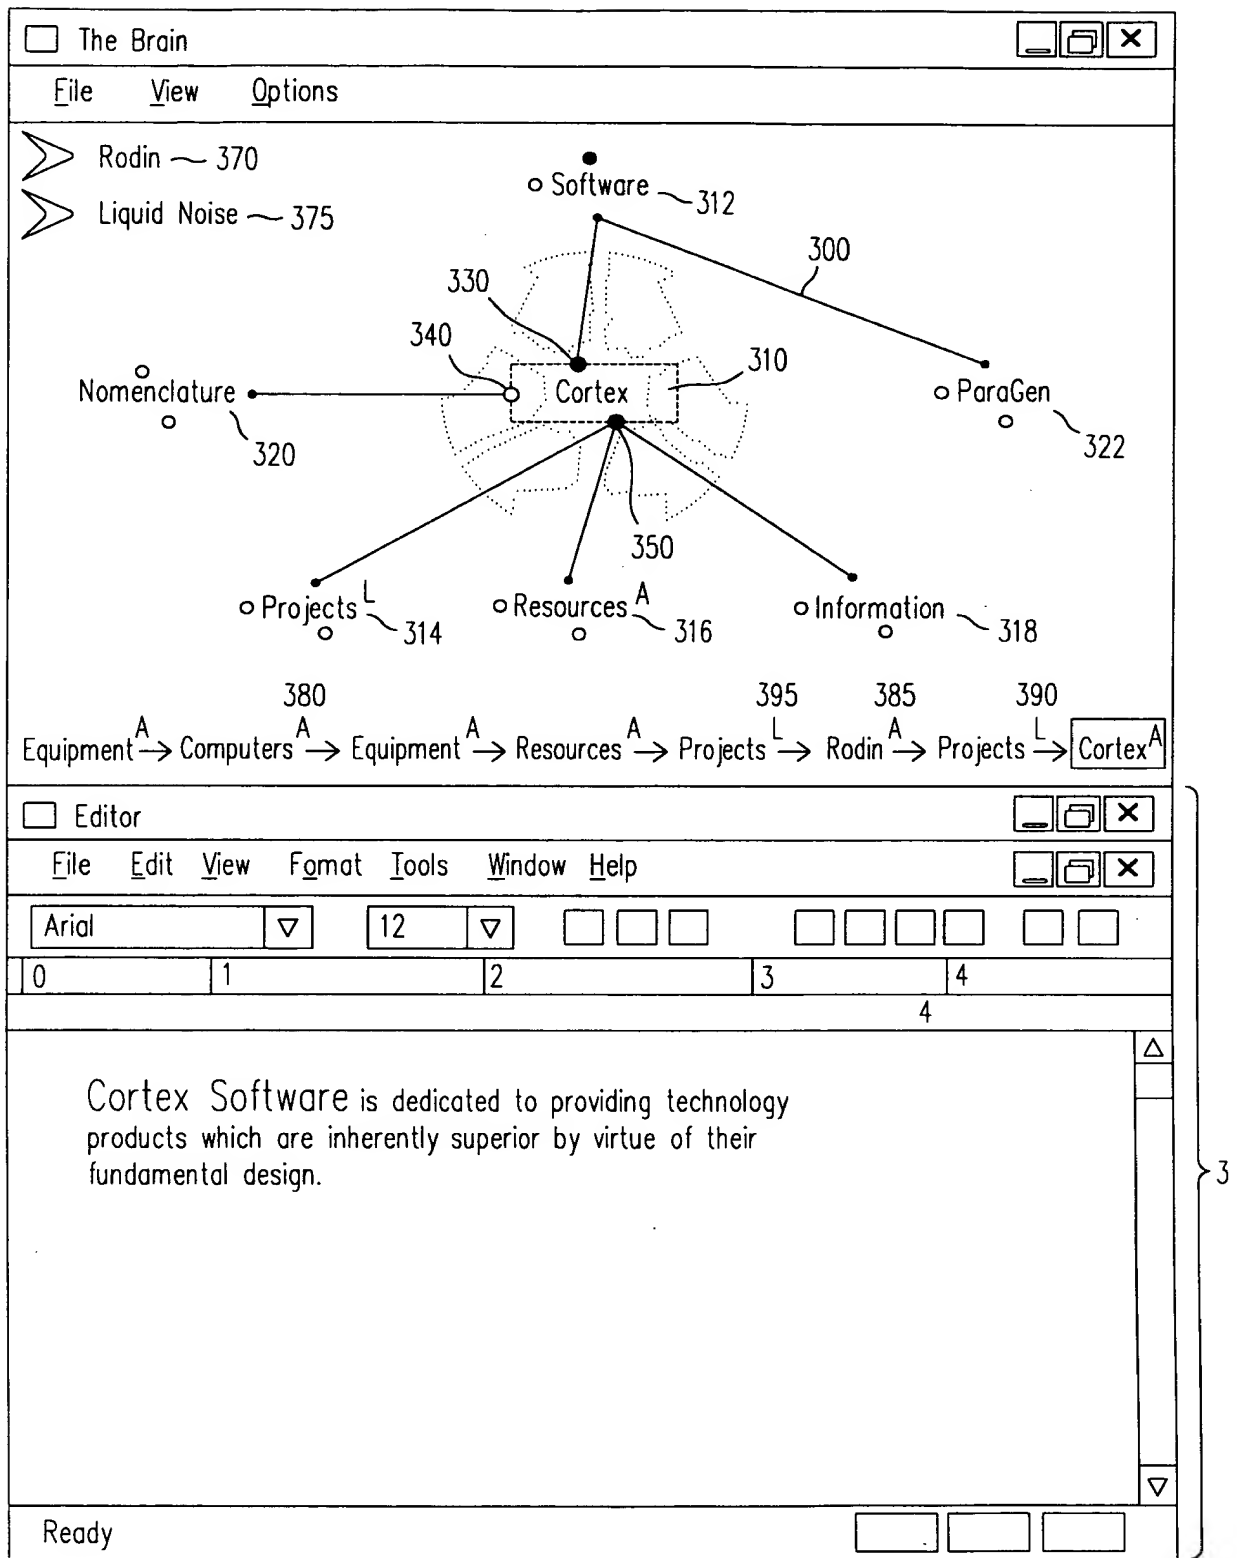 The Brain
File View Options
Rodin 370
Liquid Noise 375
Software 312
300
330
340
310
Cortex
Nomenclature
320
ParaGen
322
350
Projects L 314
Resources A 316
Information 318
380 395 385 390
Equipment A → Computers A → Equipment A → Resources A → Projects L → Rodin A → Projects L → Cortex A
Editor
File Edit View Fomat Tools Window Help
Arial 12
0 1 2 3 4
4
Cortex Software is dedicated to providing technology
products which are inherently superior by virtue of their
fundamental design.
3
Ready